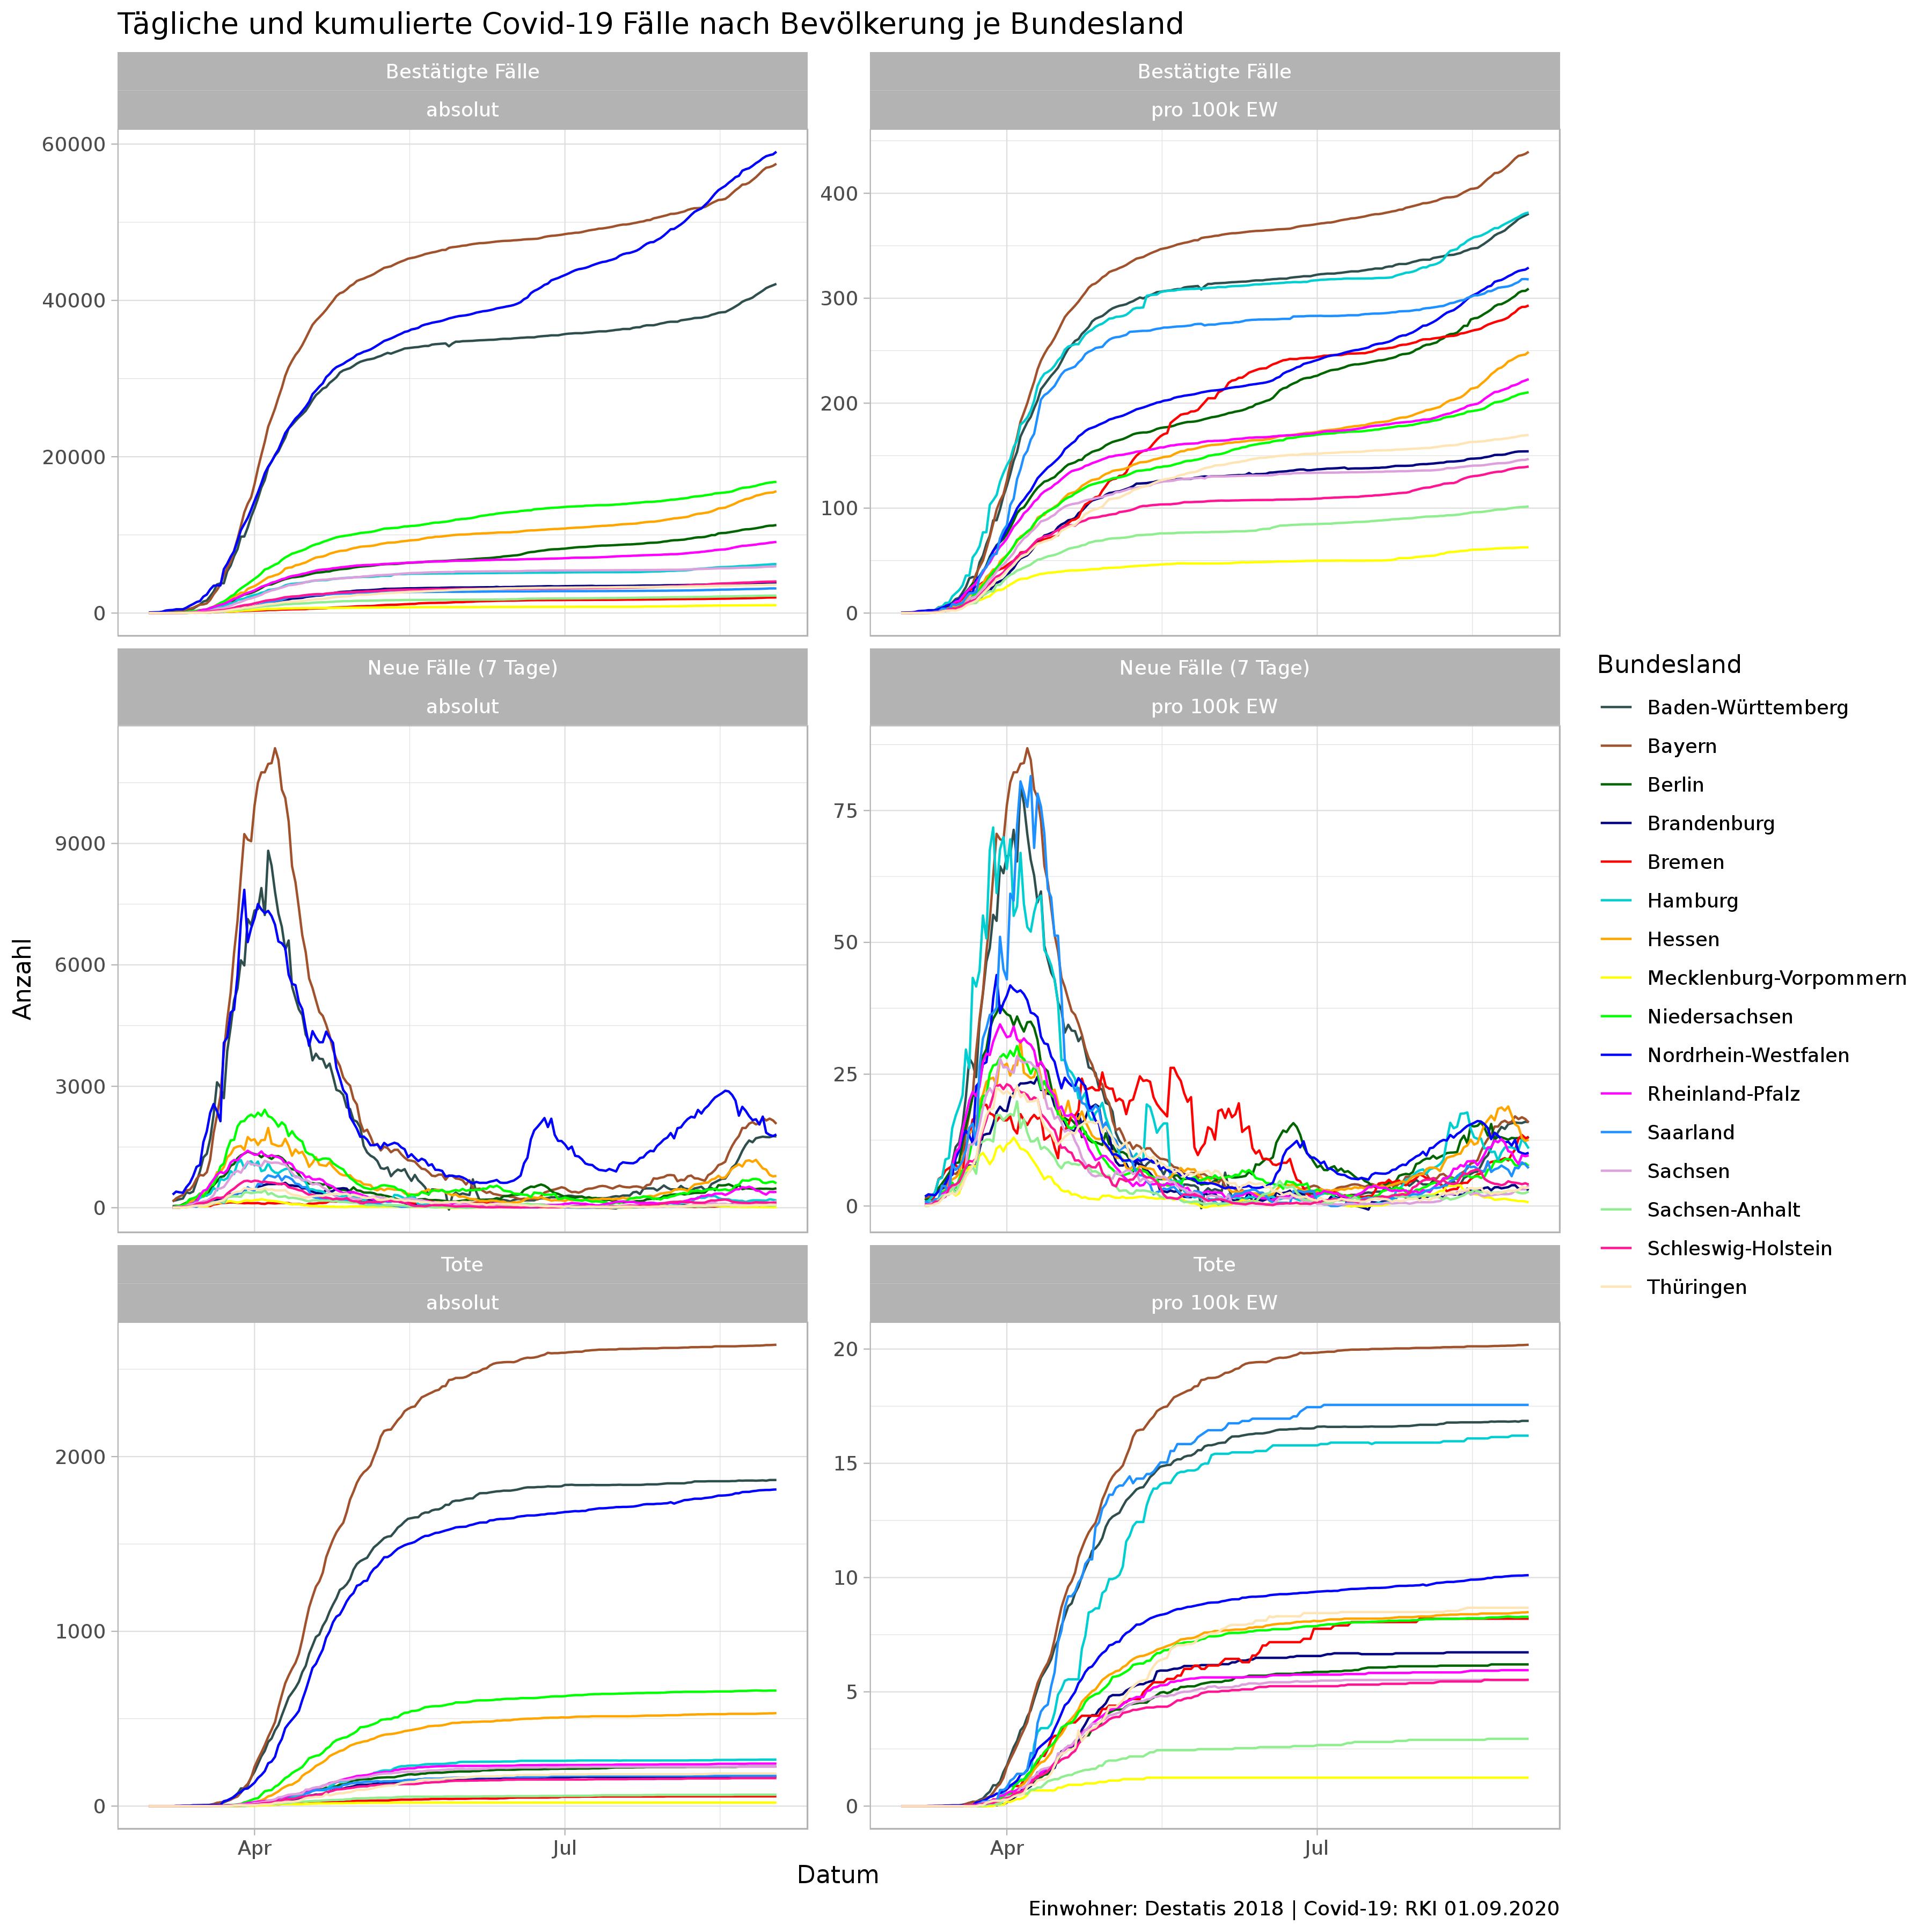 Tägliche und kumulierte Covid-19 Fälle nach Bevölkerung je Bundesland
Bestätigte Fälle
absolut
60000
40000
20000
0
Bestätigte Fälle
pro 100k EW
400
300
200
100
0
Neue Fälle (7 Tage)
absolut
9000
6000
3000
0
Neue Fälle (7 Tage)
pro 100k EW
75
50
25
0
Tote
absolut
2000
1000
0
Apr
Jul
Tote
pro 100k EW
20
15
10
5
0
Apr
Jul
Anzahl
Datum
Bundesland
Baden-Württemberg
Bayern
Berlin
Brandenburg
Bremen
Hamburg
Hessen
Mecklenburg-Vorpommern
Niedersachsen
Nordrhein-Westfalen
Rheinland-Pfalz
Saarland
Sachsen
Sachsen-Anhalt
Schleswig-Holstein
Thüringen
Einwohner: Destatis 2018 | Covid-19: RKI 01.09.2020